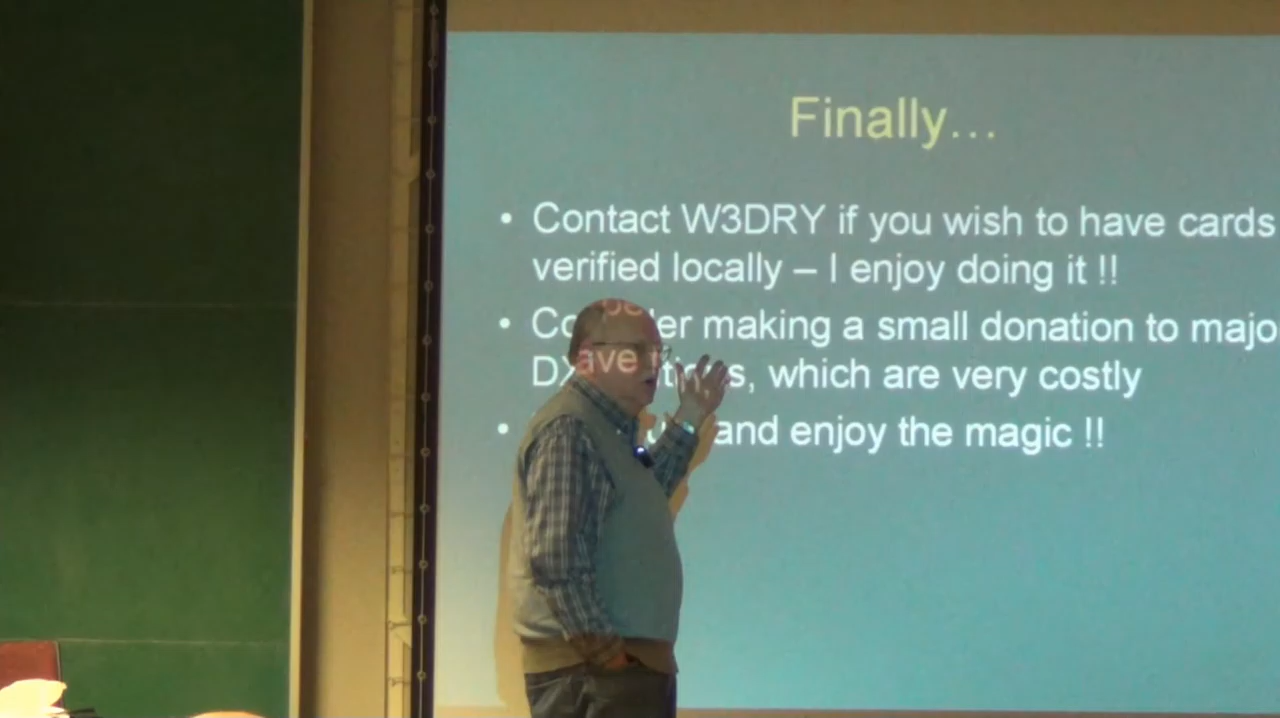 Finally…
• Contact W3DRY if you wish to have cards
verified locally – I enjoy doing it !!
• making a small donation to majo
which are very costly
• and enjoy the magic !!